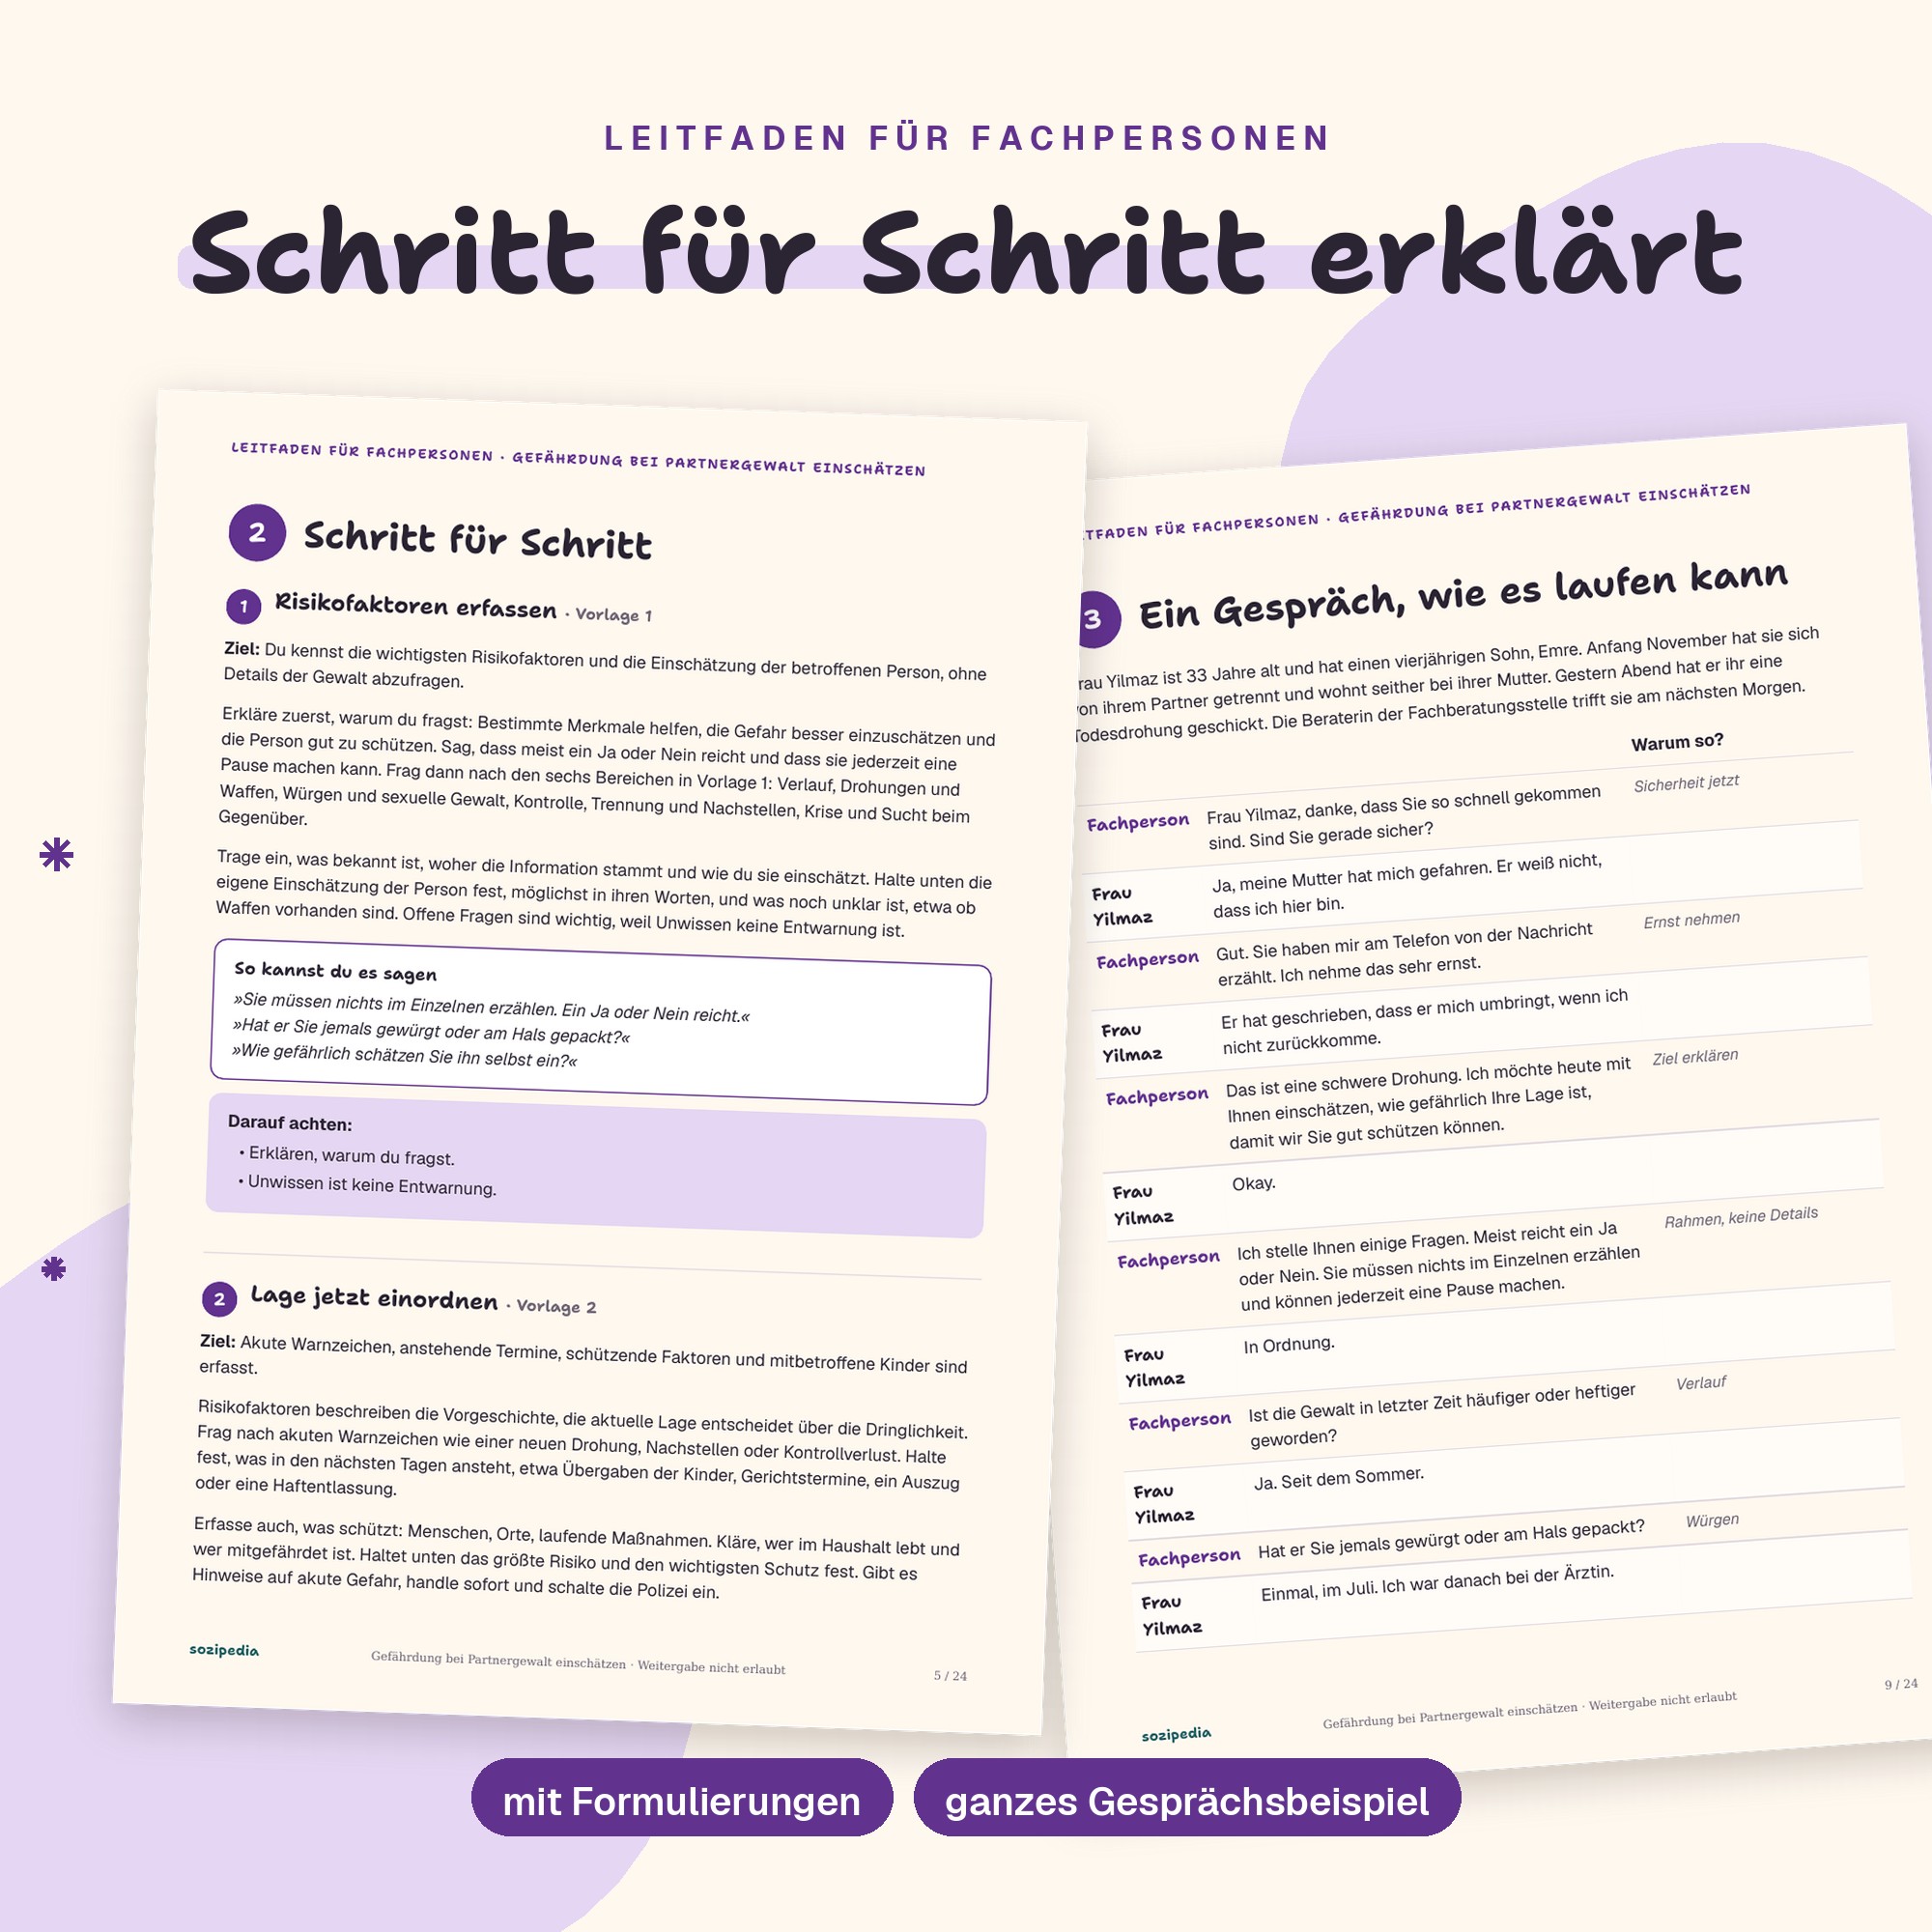 LEITFADEN FÜR FACHPERSONEN
Schritt für Schritt erklärt
LEITFADEN FÜR FACHPERSONEN · GEFÄHRDUNG BEI PARTNERGEWALT EINSCHÄTZEN
2 Schritt für Schritt
1 Risikofaktoren erfassen · Vorlage 1
Ziel: Du kennst die wichtigsten Risikofaktoren und die Einschätzung der betroffenen Person, ohne
Details der Gewalt abzufragen.
Erkläre zuerst, warum du fragst: Bestimmte Merkmale helfen, die Gefahr besser einzuschätzen und
die Person gut zu schützen. Sag, dass meist ein Ja oder Nein reicht und dass sie jederzeit eine
Pause machen kann. Frag dann nach den sechs Bereichen in Vorlage 1: Verlauf, Drohungen und
Waffen, Würgen und sexuelle Gewalt, Kontrolle, Trennung und Nachstellen, Krise und Sucht beim
Gegenüber.
Trage ein, was bekannt ist, woher die Information stammt und wie du sie einschätzt. Halte unten die
eigene Einschätzung der Person fest, möglichst in ihren Worten, und was noch unklar ist, etwa ob
Waffen vorhanden sind. Offene Fragen sind wichtig, weil Unwissen keine Entwarnung ist.
So kannst du es sagen
»Sie müssen nichts im Einzelnen erzählen. Ein Ja oder Nein reicht.«
»Hat er Sie jemals gewürgt oder am Hals gepackt?«
»Wie gefährlich schätzen Sie ihn selbst ein?«
Darauf achten:
• Erklären, warum du fragst.
• Unwissen ist keine Entwarnung.
2 Lage jetzt einordnen · Vorlage 2
Ziel: Akute Warnzeichen, anstehende Termine, schützende Faktoren und mitbetroffene Kinder sind
erfasst.
Risikofaktoren beschreiben die Vorgeschichte, die aktuelle Lage entscheidet über die Dringlichkeit.
Frag nach akuten Warnzeichen wie einer neuen Drohung, Nachstellen oder Kontrollverlust. Halte
fest, was in den nächsten Tagen ansteht, etwa Übergaben der Kinder, Gerichtstermine, ein Auszug
oder eine Haftentlassung.
Erfasse auch, was schützt: Menschen, Orte, laufende Maßnahmen. Kläre, wer im Haushalt lebt und
wer mitgefährdet ist. Haltet unten das größte Risiko und den wichtigsten Schutz fest. Gibt es
Hinweise auf akute Gefahr, handle sofort und schalte die Polizei ein.
sozipedia
Gefährdung bei Partnergewalt einschätzen · Weitergabe nicht erlaubt
5 / 24
FÜR FACHPERSONEN · GEFÄHRDUNG BEI PARTNERGEWALT EINSCHÄTZEN
3 Ein Gespräch, wie es laufen kann
Yilmaz ist 33 Jahre alt und hat einen vierjährigen Sohn, Emre. Anfang November hat sie sich
ihrem Partner getrennt und wohnt seither bei ihrer Mutter. Gestern Abend hat er ihr eine
Todesdrohung geschickt. Die Beraterin der Fachberatungsstelle trifft sie am nächsten Morgen.
Warum so?
Fachperson Frau Yilmaz, danke, dass Sie so schnell gekommen Sicherheit jetzt
sind. Sind Sie gerade sicher?
Frau Ja, meine Mutter hat mich gefahren. Er weiß nicht,
Yilmaz dass ich hier bin.
Fachperson Gut. Sie haben mir am Telefon von der Nachricht Ernst nehmen
erzählt. Ich nehme das sehr ernst.
Frau Er hat geschrieben, dass er mich umbringt, wenn ich
Yilmaz nicht zurückkomme.
Fachperson Das ist eine schwere Drohung. Ich möchte heute mit Ziel erklären
Ihnen einschätzen, wie gefährlich Ihre Lage ist,
damit wir Sie gut schützen können.
Frau Okay.
Yilmaz
Fachperson Ich stelle Ihnen einige Fragen. Meist reicht ein Ja Rahmen, keine Details
oder Nein. Sie müssen nichts im Einzelnen erzählen
und können jederzeit eine Pause machen.
Frau In Ordnung.
Yilmaz
Fachperson Ist die Gewalt in letzter Zeit häufiger oder heftiger Verlauf
geworden?
Frau Ja. Seit dem Sommer.
Yilmaz
Fachperson Hat er Sie jemals gewürgt oder am Hals gepackt? Würgen
Frau Einmal, im Juli. Ich war danach bei der Ärztin.
Yilmaz
sozipedia
Gefährdung bei Partnergewalt einschätzen · Weitergabe nicht erlaubt
9 / 24
mit Formulierungen
ganzes Gesprächsbeispiel